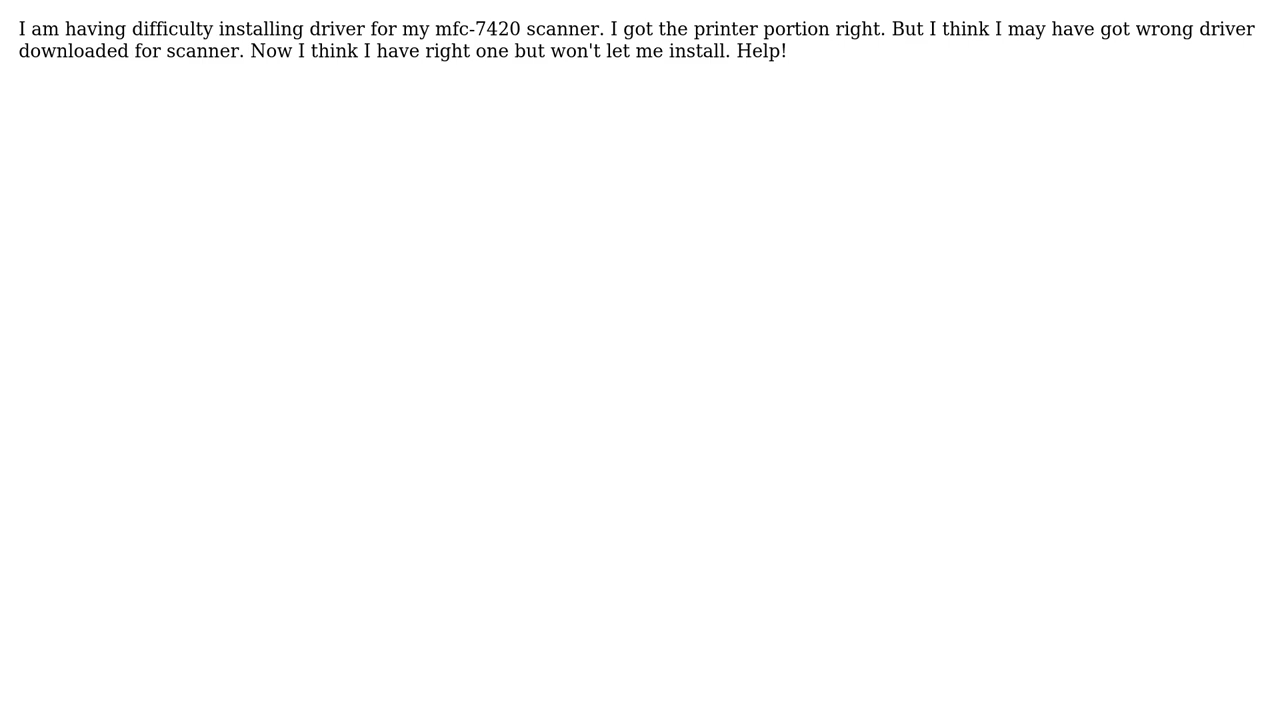 I am having difficulty installing driver for my mfc-7420 scanner. I got the printer portion right. But I think I may have got wrong driver
downloaded for scanner. Now I think I have right one but won't let me install. Help!